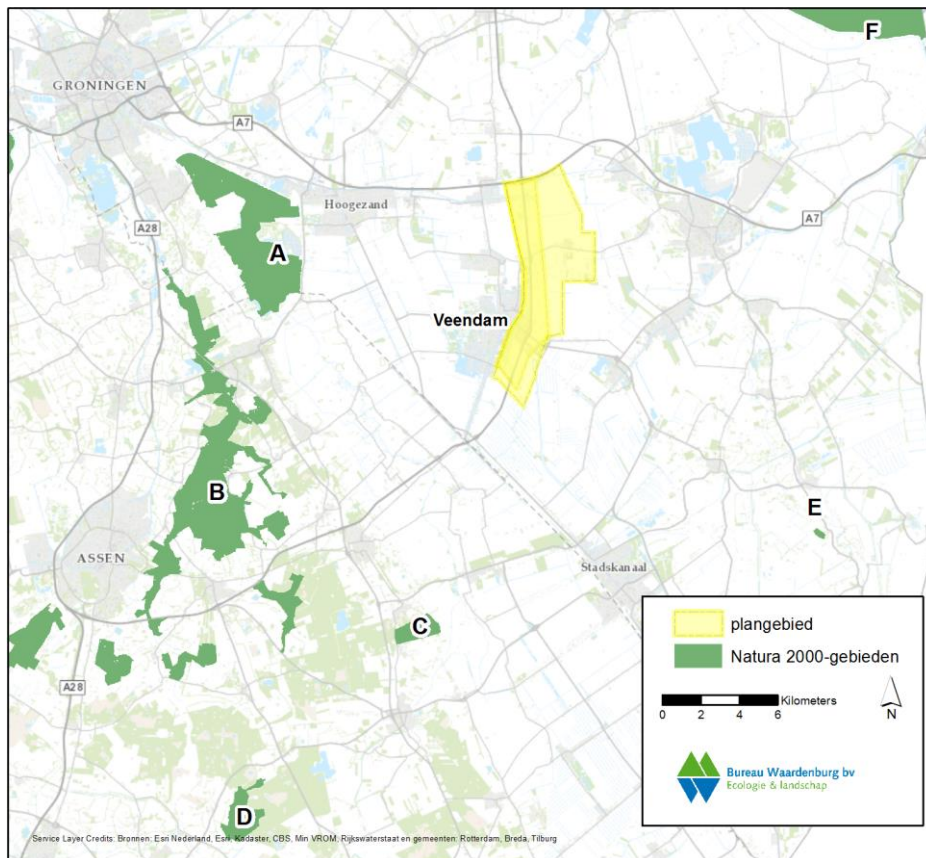 F
GRONINGEN
A7
Hoogezand
A28
A7
A
Veendam
B
E
ASSEN
Stadskanaal
C
plangebied
Natura 2000-gebieden
A28
Kilometers
0 2 4 6
N
Bureau Waardenburg bv
Ecologie & landschap
D
Service Layer Credits: Bronnen: Esri Nederland, Esri, Kadaster, CBS, Min VROM, Rijkswaterstaat en gemeenten: Rotterdam, Breda, Tilburg